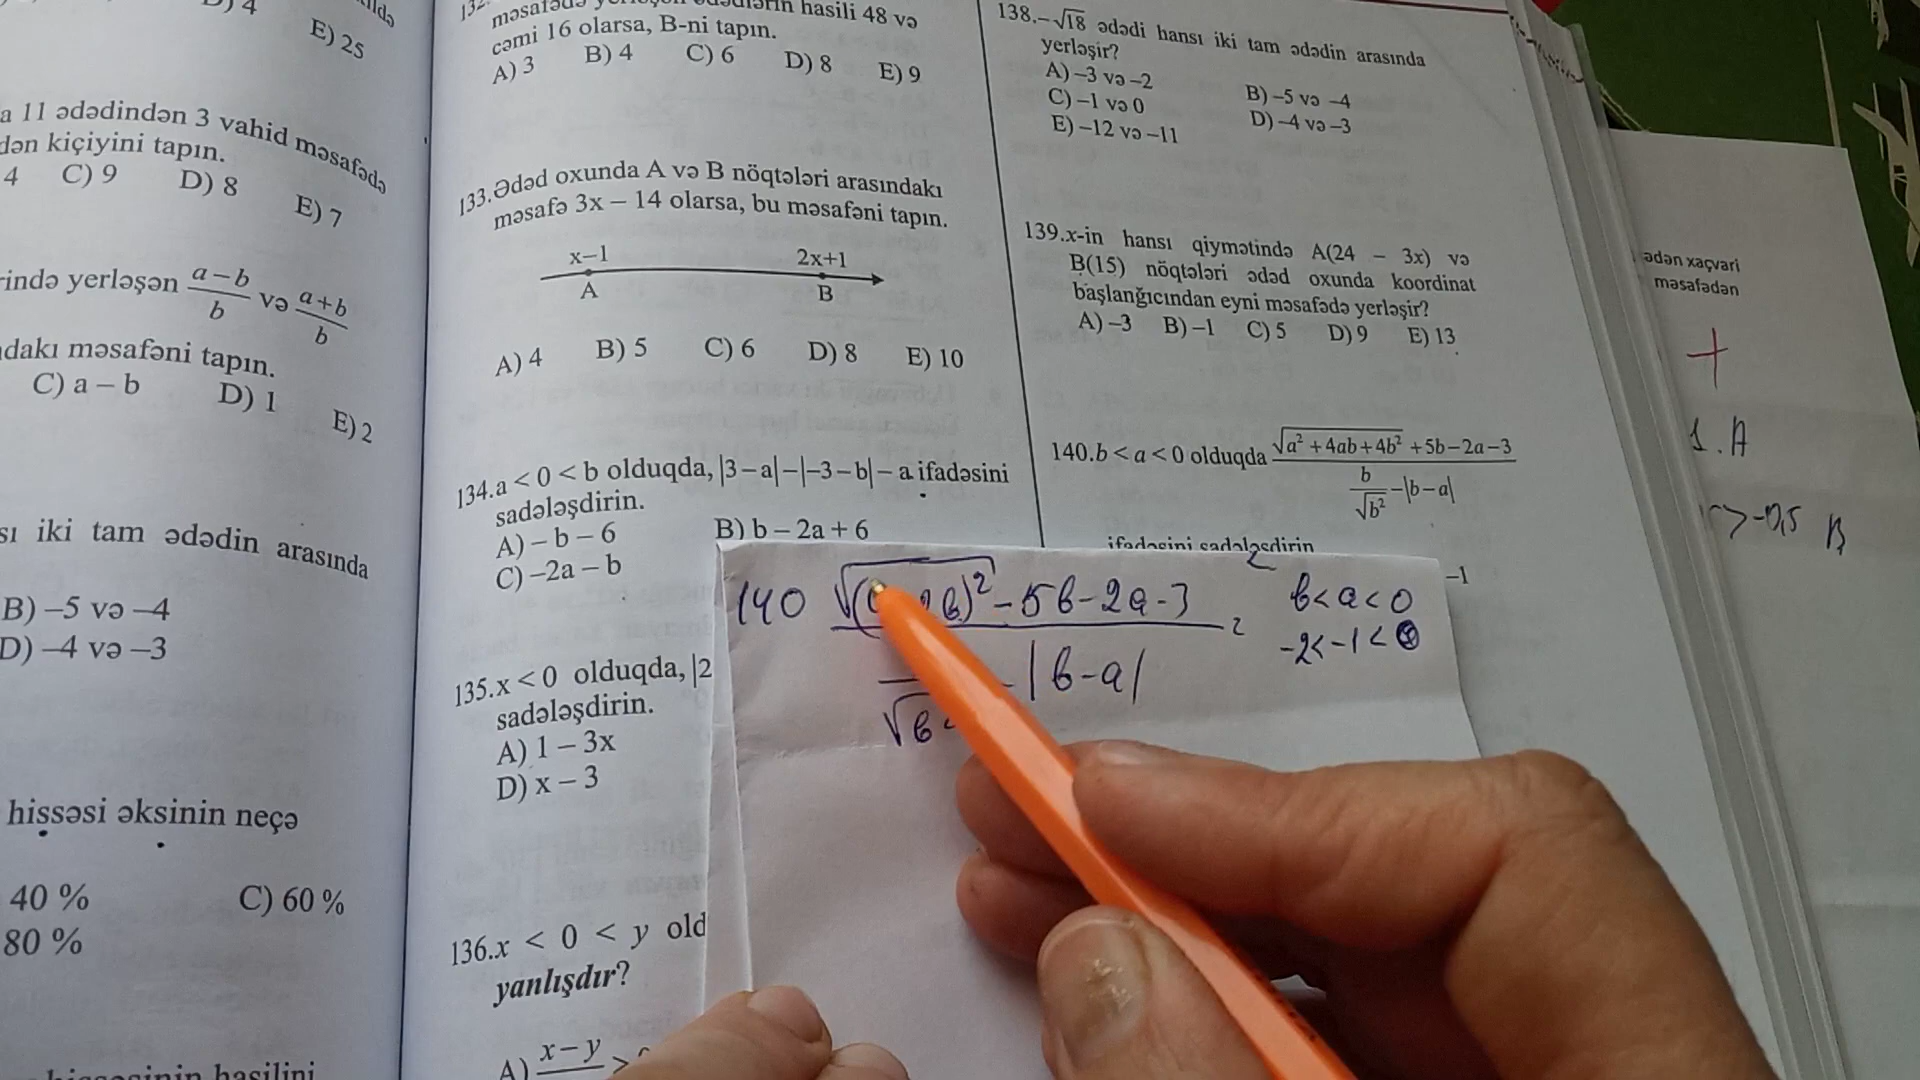 E) 25
a 11 ədədindən 3 vahid məsafədə
dən kiçiyini tapın.
4 C) 9 D) 8 E) 7
rində yerləşən a – b / b və a + b / b
dakı məsafəni tapın.
C) a – b D) 1 E) 2
sı iki tam ədədin arasında
B) –5 və –4
D) –4 və –3
hissəsi əksinin neçə
40 % C) 60 %
80 %
hasilini
hasili 48 və
cəmi 16 olarsa, B-ni tapın.
A) 3 B) 4 C) 6 D) 8 E) 9
133.Ədəd oxunda A və B nöqtələri arasındakı
məsafə 3x – 14 olarsa, bu məsafəni tapın.
x–1 2x+1
A B
A) 4 B) 5 C) 6 D) 8 E) 10
134.a < 0 < b olduqda, |3 – a| – |–3 – b| – a ifadəsini
sadələşdirin.
A) – b – 6 B) b – 2a + 6
C) –2a – b
135.x < 0 olduqda, |2
sadələşdirin.
A) 1 – 3x
D) x – 3
136.x < 0 < y old
yanlışdır?
A) x – y >
138.–√18 ədədi hansı iki tam ədədin arasında
yerləşir?
A) –3 və –2 B) –5 və –4
C) –1 və 0 D) –4 və –3
E) –12 və –11
139.x-in hansı qiymətində A(24 – 3x) və
B(15) nöqtələri ədəd oxunda koordinat
başlanğıcından eyni məsafədə yerləşir?
A) –3 B) –1 C) 5 D) 9 E) 13
140.b < a < 0 olduqda √a² + 4ab + 4b² + 5b – 2a – 3 / b/√b² – |b – a|
ifadəsini sadələşdirin
–1
140 2b)² – 5b – 2a – 3 b < a < 0
– |b – a| –2 < –1 <
√b
ədən xaçvari
məsafədən
+
1. A
> –0,5 B